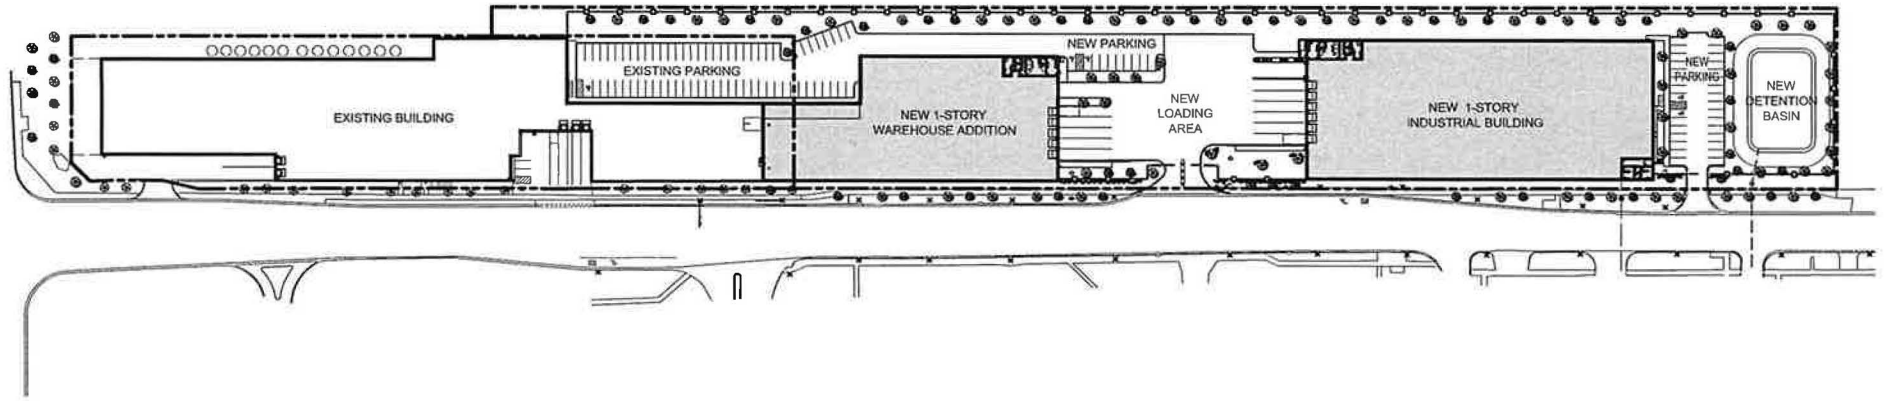 EXISTING BUILDING
EXISTING PARKING
NEW 1-STORY
WAREHOUSE ADDITION
NEW PARKING
NEW
LOADING
AREA
NEW 1-STORY
INDUSTRIAL BUILDING
NEW
PARKING
NEW
DETENTION
BASIN